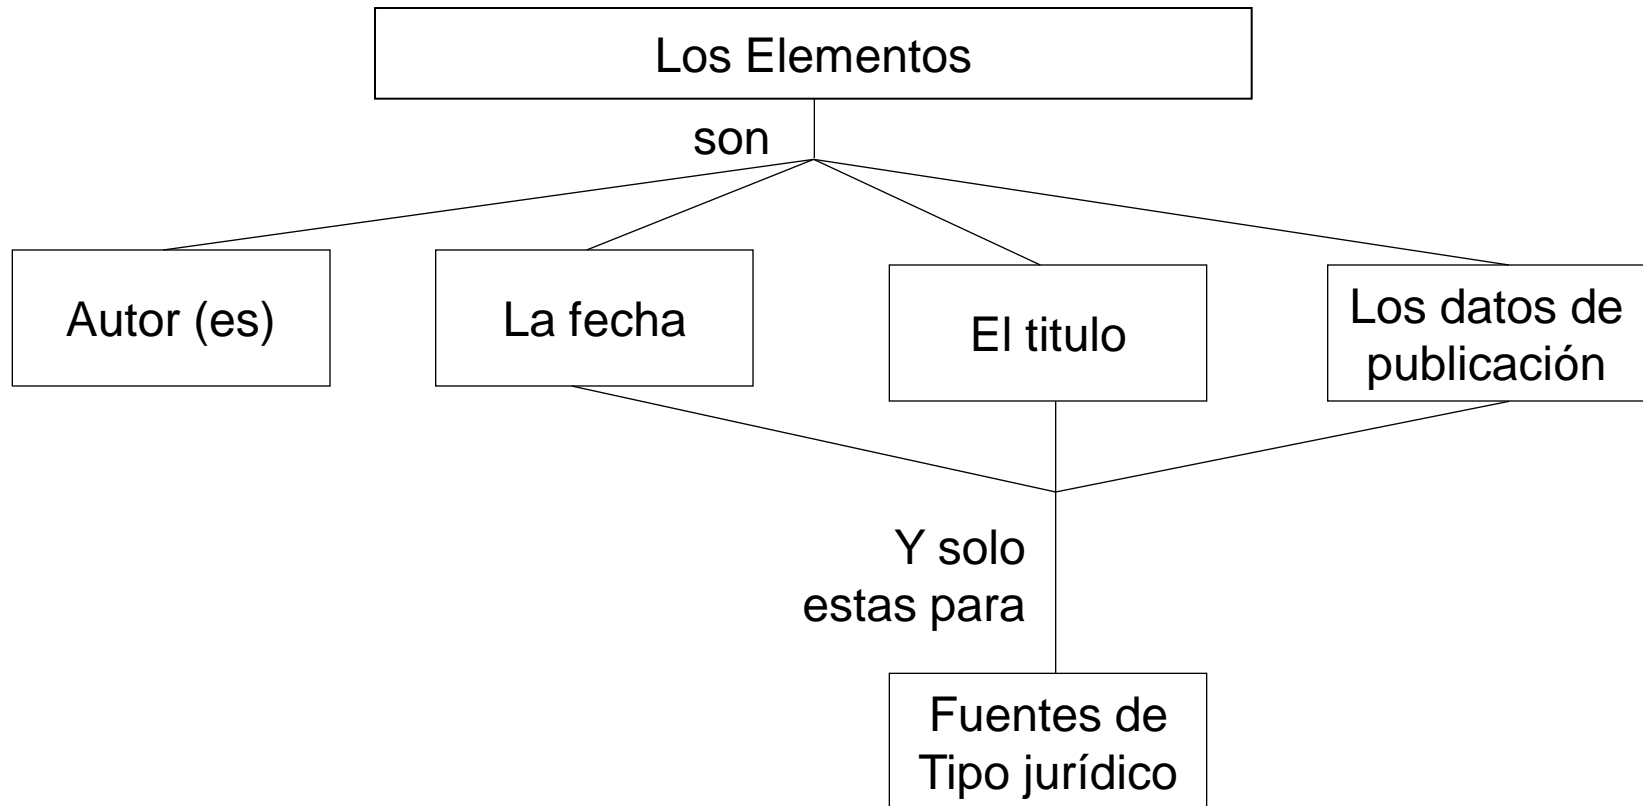 Los Elementos
son
Autor (es)
La fecha
El titulo
Los datos de
publicación
Y solo
estas para
Fuentes de
Tipo jurídico